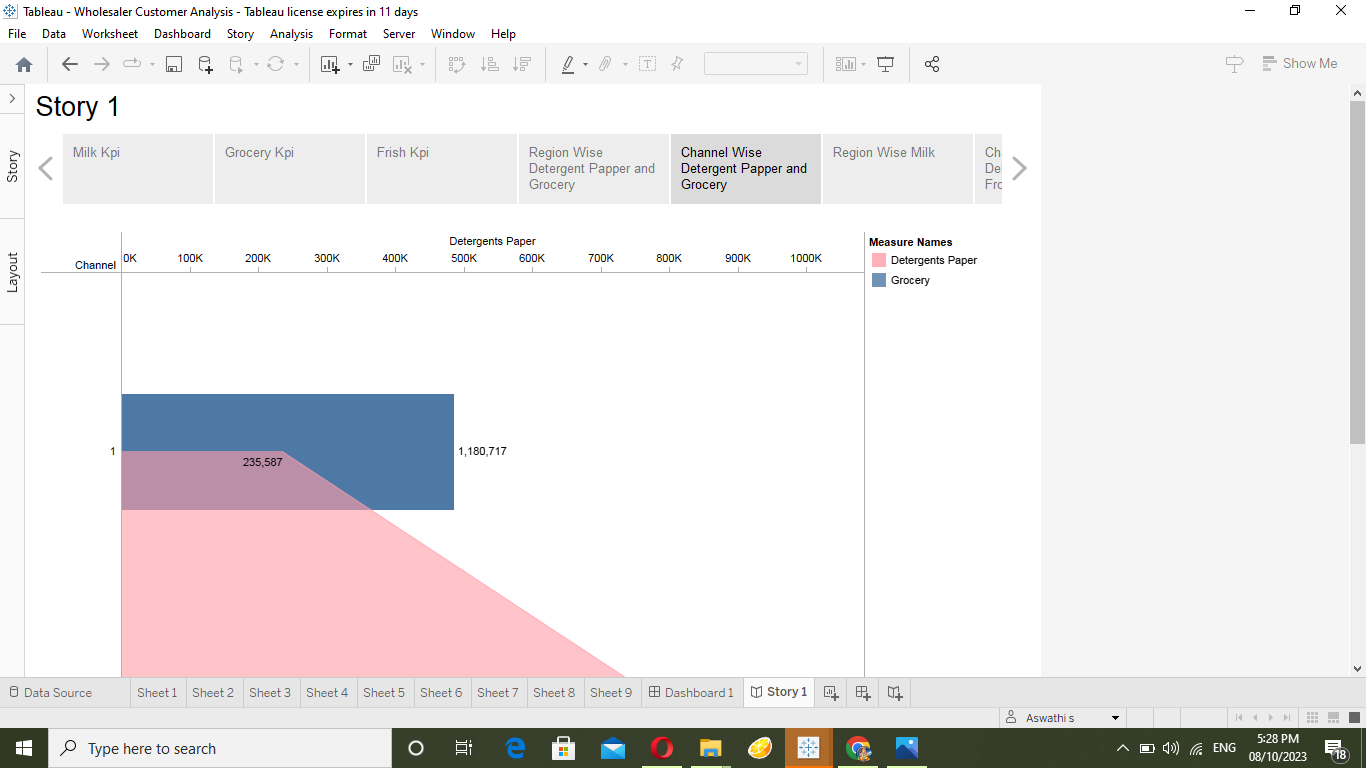 Tableau - Wholesaler Customer Analysis - Tableau license expires in 11 days
File Data Worksheet Dashboard Story Analysis Format Server Window Help
Show Me
Story
Layout
Story 1
Milk Kpi
Grocery Kpi
Frish Kpi
Region Wise
Detergent Papper and
Grocery
Channel Wise
Detergent Papper and
Grocery
Region Wise Milk
Ch
De
Fro
Detergents Paper
Channel
0K 100K 200K 300K 400K 500K 600K 700K 800K 900K 1000K
Measure Names
Detergents Paper
Grocery
1
1,180,717
235,587
Data Source Sheet 1 Sheet 2 Sheet 3 Sheet 4 Sheet 5 Sheet 6 Sheet 7 Sheet 8 Sheet 9 Dashboard 1 Story 1
Aswathi s
Type here to search
ENG
5:28 PM
08/10/2023
18